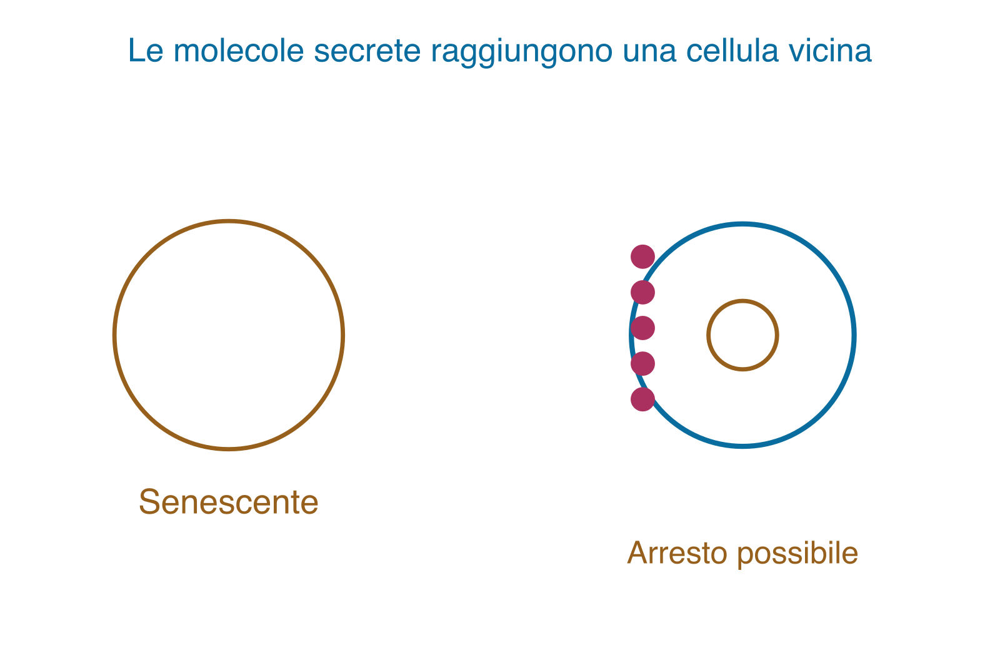 Le molecole secrete raggiungono una cellula vicina
Senescente
Arresto possibile